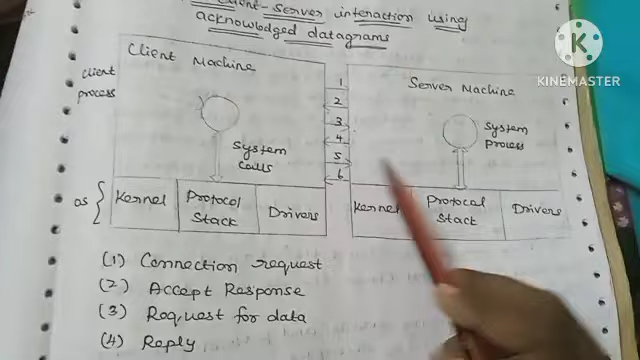 Client-Server interaction using
acknowledged datagrams
KINEMASTER
Client Machine
Client
process
System
calls
1
2
3
4
5
6
Server Machine
System
Process
OS
Kernel
Protocol
Stack
Drivers
Kernel
Protocol
Stack
Drivers
(1) Connection request
(2) Accept Response
(3) Request for data
(4) Reply